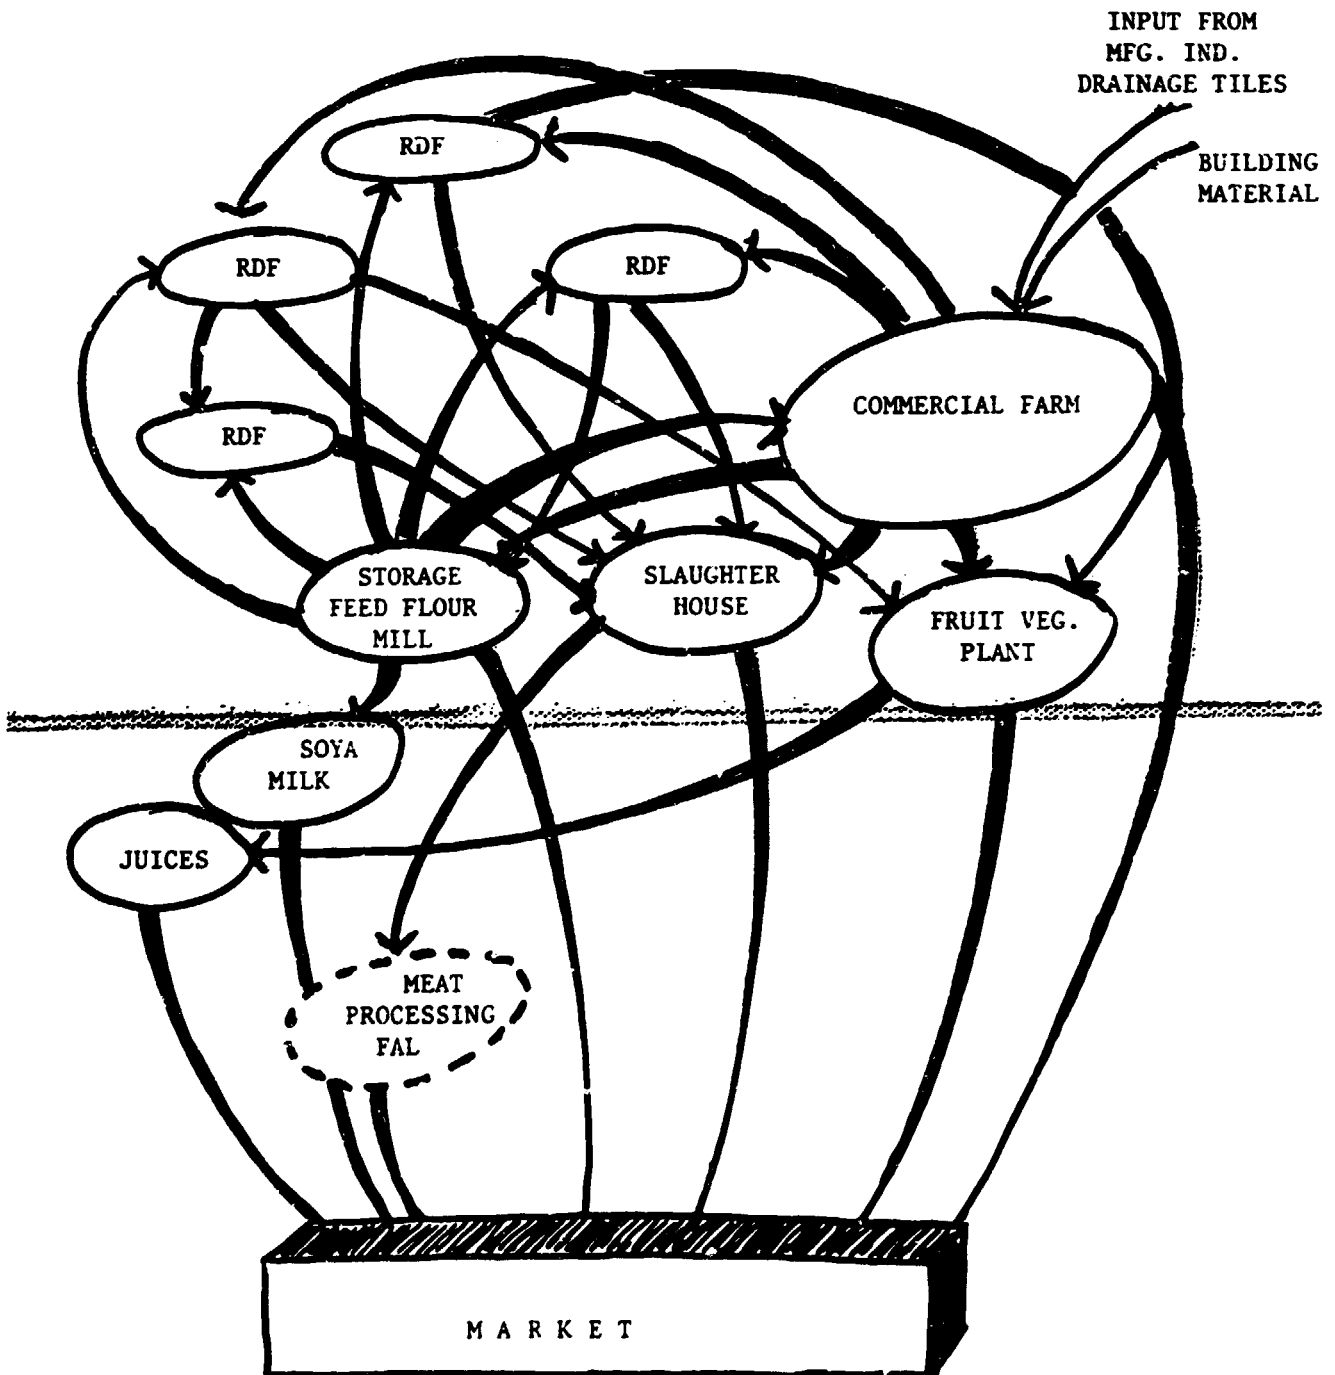 INPUT FROM
MFG. IND.
DRAINAGE TILES
BUILDING
MATERIAL
RDF
RDF
RDF
COMMERCIAL FARM
RDF
STORAGE
FEED FLOUR
MILL
SLAUGHTER
HOUSE
FRUIT VEG.
PLANT
SOYA
MILK
JUICES
MEAT
PROCESSING
FAL
MARKET